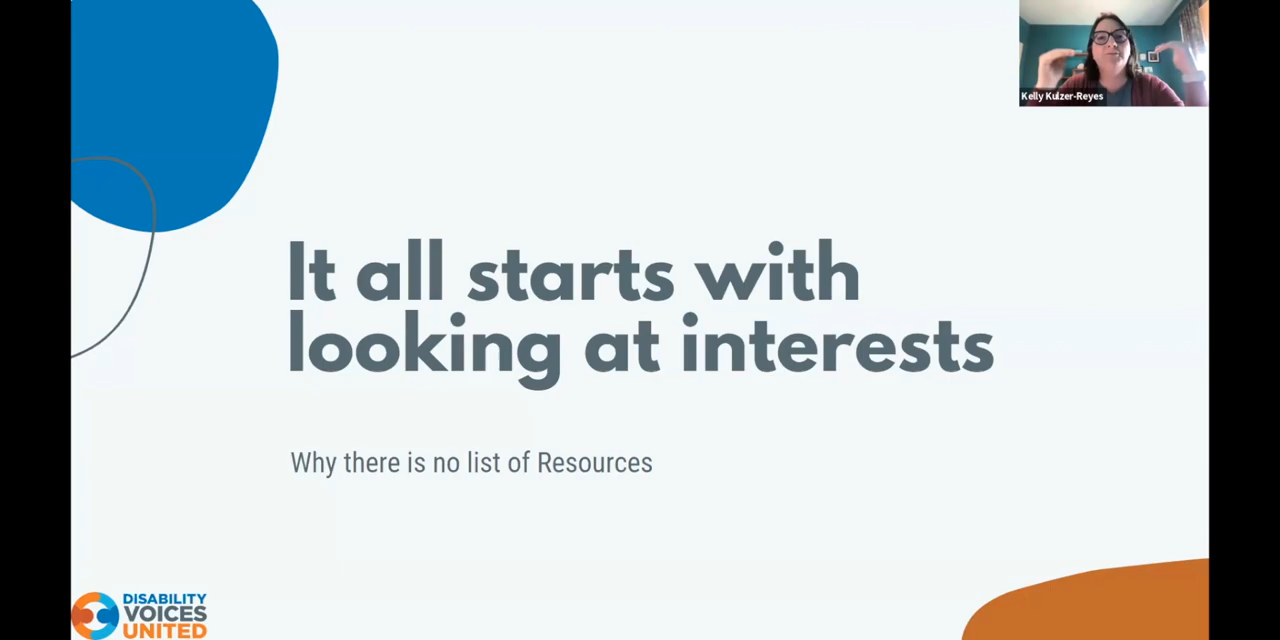 Kelly Kulzer-Reyes
It all starts with
looking at interests
Why there is no list of Resources
DISABILITY
VOICES
UNITED